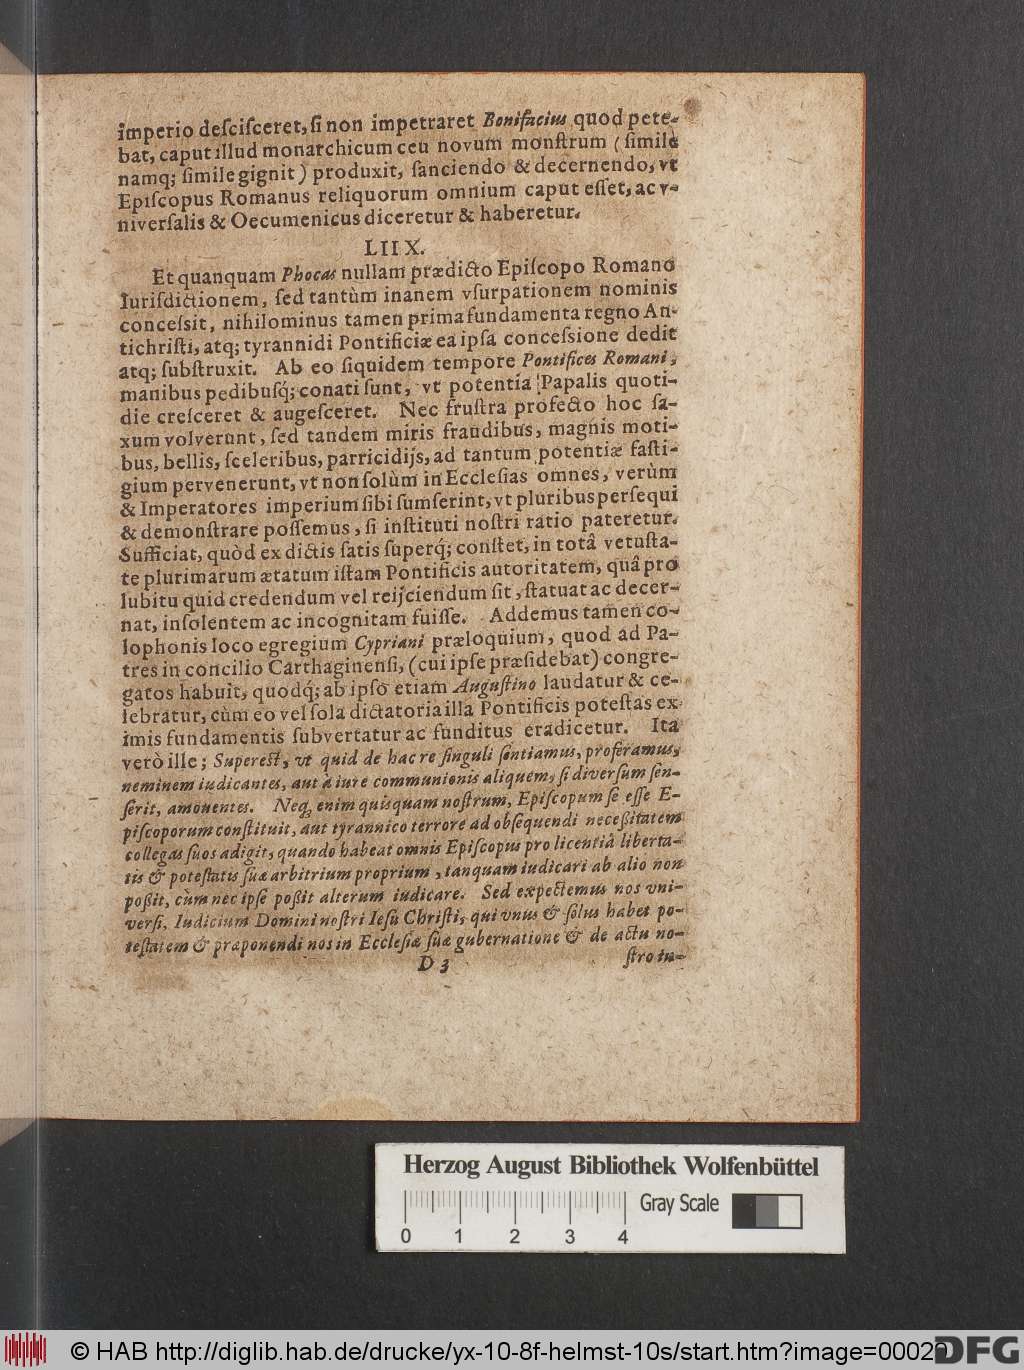 imperio deſciſceret, ſi non impetraret Bonifacius quod pete-
bat, caput illud monarchicum ceu novum monſtrum ( ſimile
namq; ſimile gignit ) produxit, ſanciendo & decernendo, vt
Epiſcopus Romanus reliquorum omnium caput eſſet, ac v-
niverſalis & Oecumenicus diceretur & haberetur.
LIIX.
Et quanquam Phocas nullam prædicto Epiſcopo Romano
Iurisdictionem, ſed tantùm inanem vſurpationem nominis
conceſsit, nihilominus tamen prima fundamenta regno An-
tichriſti, atq; tyrannidi Pontificiæ ea ipſa conceſsione dedit
atq; ſubſtruxit. Ab eo ſiquidem tempore Pontifices Romani,
manibus pedibusq́; conati ſunt, vt potentia Papalis quoti-
die creſceret & augeſceret. Nec fruſtra profecto hoc ſa-
xum volverunt, ſed tandem miris fraudibus, magnis moti-
bus, bellis, ſceleribus, parricidijs, ad tantum potentiæ faſti-
gium pervenerunt, vt non ſolùm in Eccleſias omnes, verùm
& Imperatores imperium ſibi ſumſerint, vt pluribus perſequi
& demonſtrare poſſemus, ſi inſtituti noſtri ratio pateretur.
Sufficiat, quòd ex dictis ſatis ſuperq́; conſtet, in totâ vetuſta-
te plurimarum ætatum iſtam Pontificis autoritatem, quâ pro
lubitu quid credendum vel reijciendum ſit, ſtatuat ac decer-
nat, inſolentem ac incognitam fuiſſe. Addemus tamen co-
lophonis loco egregium Cypriani præloquium, quod ad Pa-
tres in concilio Carthaginenſi, (cui ipſe præſidebat) congre-
gatos habuit, quodq́; ab ipſo etiam Auguſtino laudatur & ce-
lebratur, cùm eo vel ſola dictatoria illa Pontificis poteſtas ex
imis fundamentis ſubvertatur ac funditus eradicetur. Ita
verò ille; Superest, vt quid de hac re ſinguli ſentiamus, proferamus,
neminem iudicantes, aut à iure communionis aliquem, ſi diverſum ſen-
ſerit, amouentes. Neq; enim quisquam noſtrum, Epiſcopum ſe eſſe E-
piſcoporum conſtituit, aut tyrannico terrore ad obſequendi neceßitatem
collegas ſuos adigit, quando habeat omnis Epiſcopus pro licentiâ liberta-
tis & poteſtatis ſuæ arbitrium proprium, tanquam iudicari ab alio non
poßit, cùm nec ipſe poßit alterum iudicare. Sed expectemus nos vni-
verſi, Iudicium Domini noſtri Ieſu Chriſti, qui vnus & ſolus habet po-
teſtatem & præponendi nos in Eccleſiæ ſuæ gubernatione & de actu no-
D 3
ſtro iu-
Herzog August Bibliothek Wolfenbüttel
Gray Scale
0 1 2 3 4
© HAB http://diglib.hab.de/drucke/yx-10-8f-helmst-10s/start.htm?image=00029
DFG